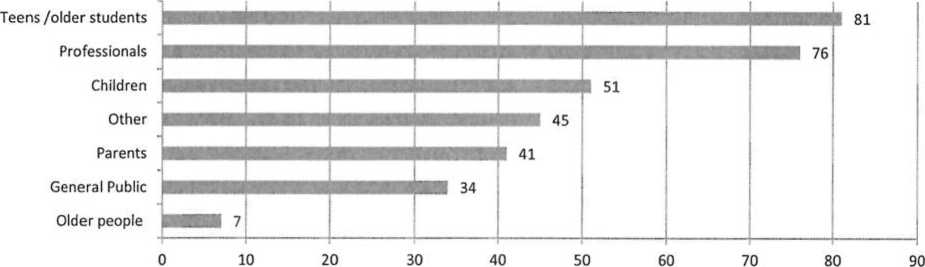 Teens /older students 81
Professionals 76
Children 51
Other 45
Parents 41
General Public 34
Older people 7
0 10 20 30 40 50 60 70 80 90